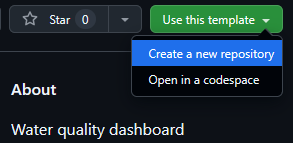 Star 0
Use this template
Create a new repository
Open in a codespace
About
Water quality dashboard